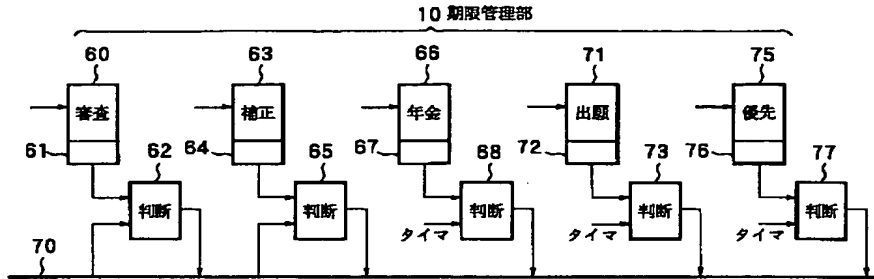 10 期限管理部
60 63 66 71 75
審査 補正 年金 出願 優先
61 62 64 65 67 68 72 73 76 77
判断 判断 判断 判断 判断
タイマ タイマ タイマ
70